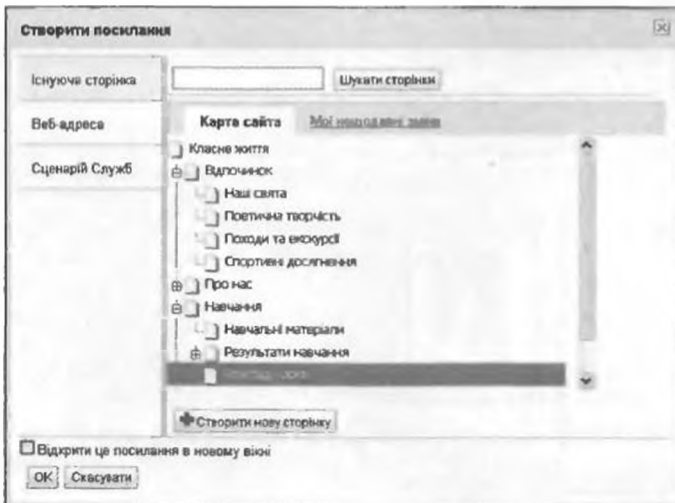 Створити посилання
Існуюча сторінка
Шукати сторінки
Веб-адреса
Карта сайта
Мої
Сценарій Служб
Класне життя
Відпочинок
Наші свята
Поетична творчість
Походи та екскурсії
Спортивні досягнення
Про нас
Навчання
Навчальні матеріали
Результати навчання
Створити нову сторінку
Відкрити це посилання в новому вікні
OK Скасувати